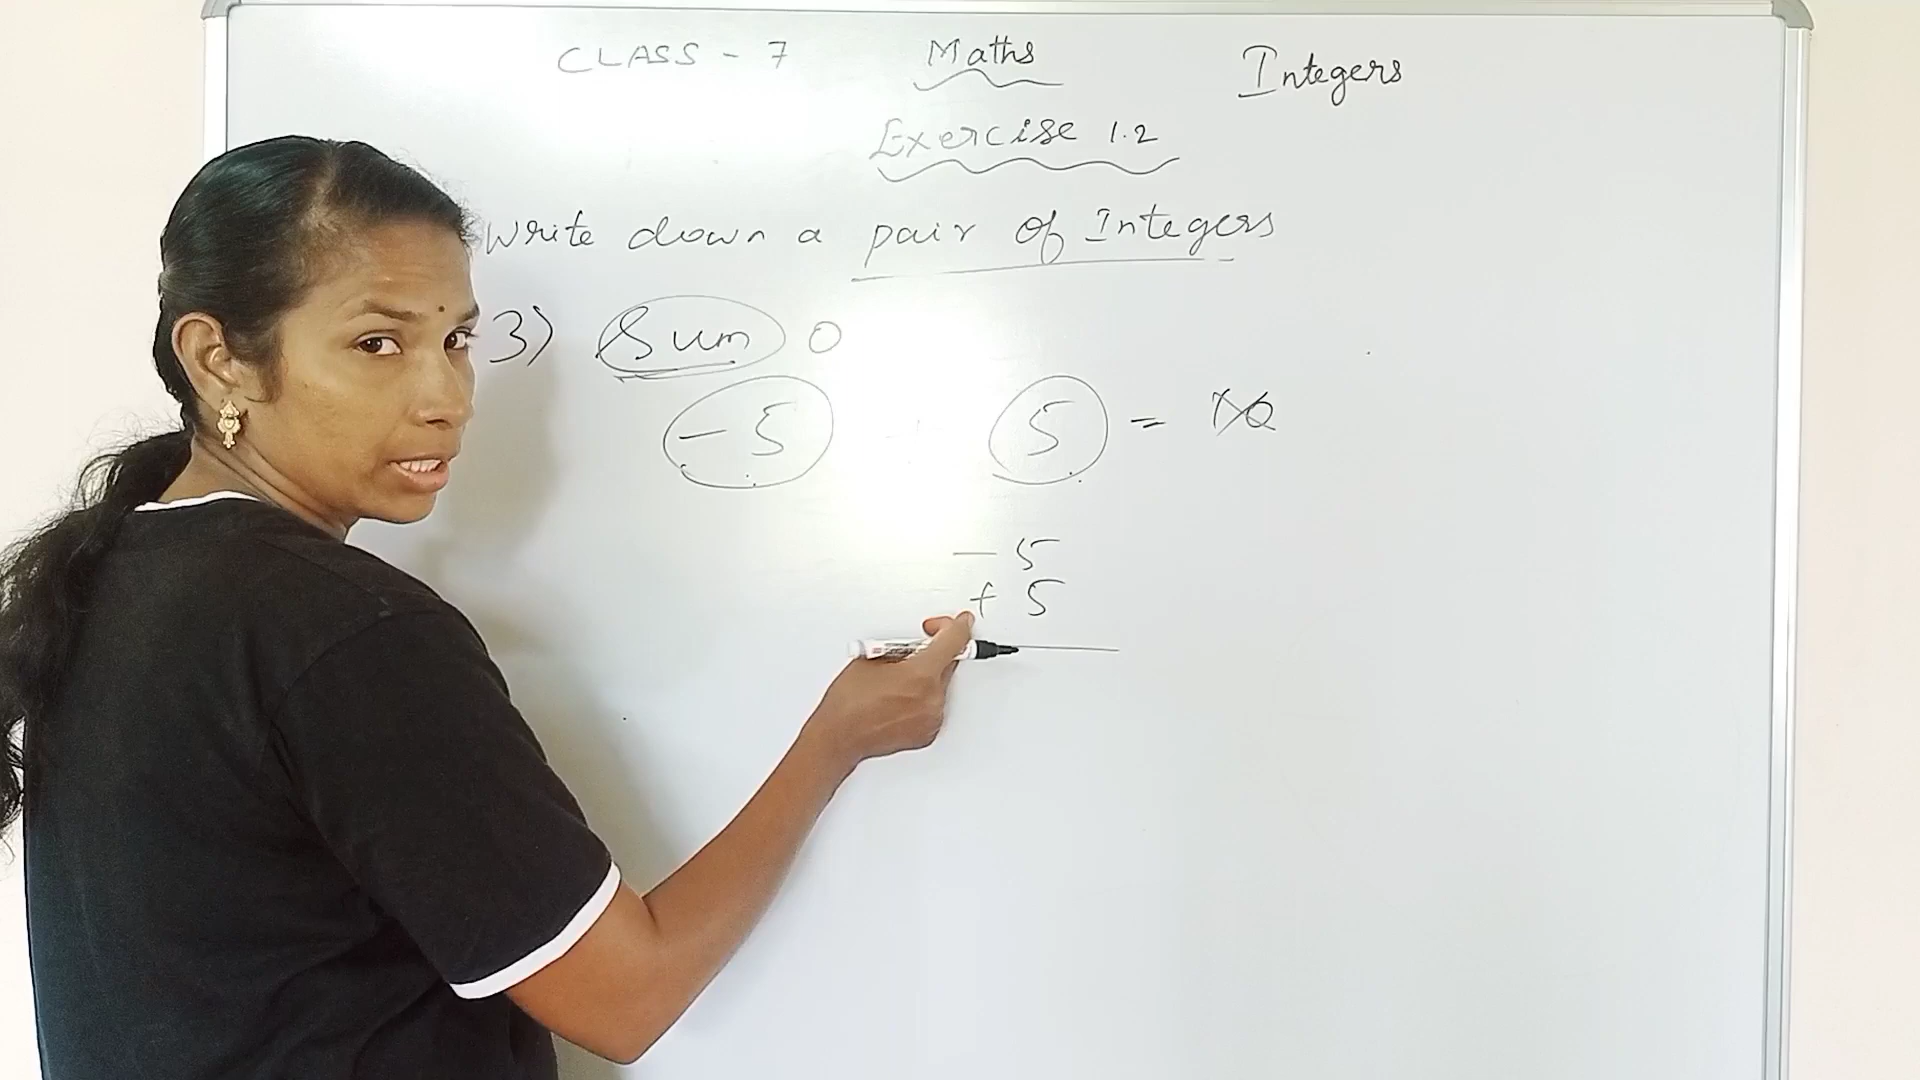 CLASS - 7 Maths Integers
Exercise 1.2
Write down a pair of Integers
3) Sum 0
-5 5 = 10
- 5
+ 5